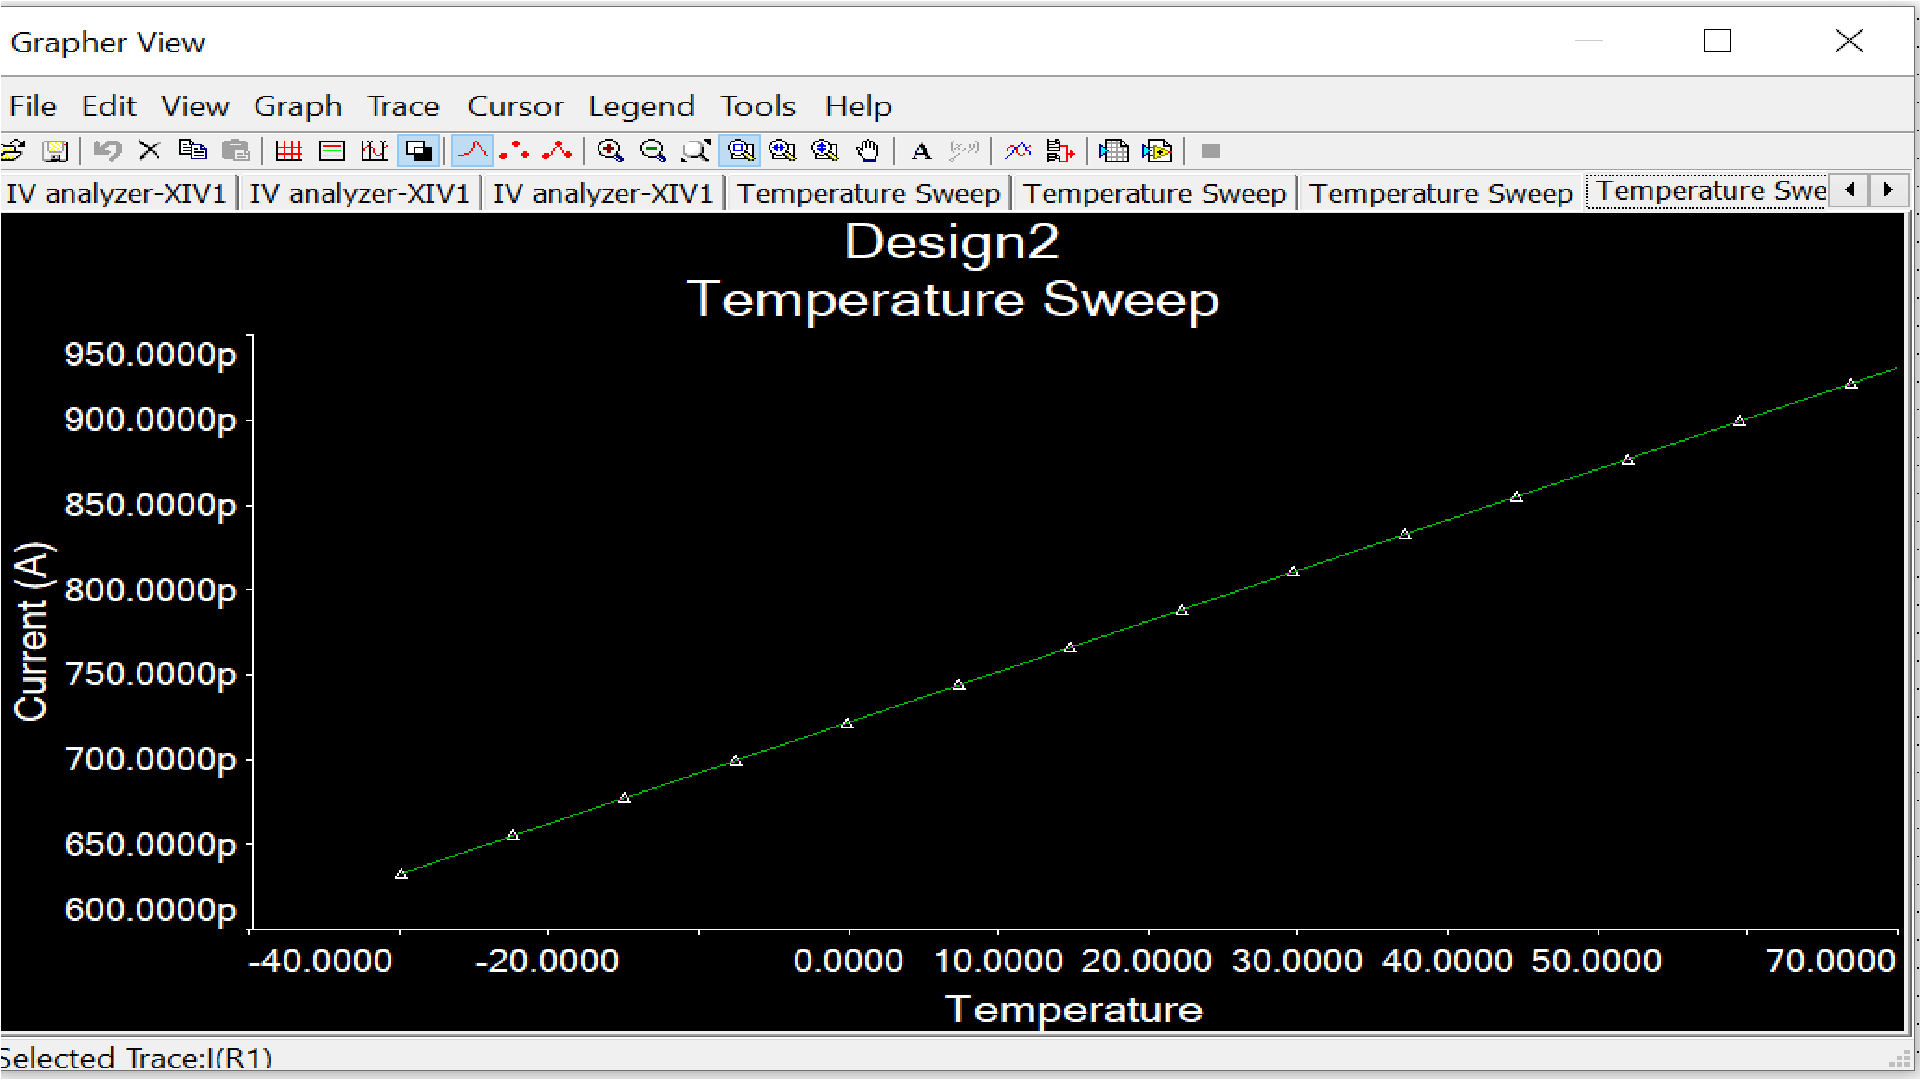 Grapher View
File Edit View Graph Trace Cursor Legend Tools Help
A
IV analyzer-XIV1 IV analyzer-XIV1 IV analyzer-XIV1 Temperature Sweep Temperature Sweep Temperature Sweep Temperature Swe
Design2
Temperature Sweep
950.0000p
900.0000p
850.0000p
800.0000p
750.0000p
700.0000p
650.0000p
600.0000p
Current (A)
-40.0000 -20.0000 0.0000 10.0000 20.0000 30.0000 40.0000 50.0000 70.0000
Temperature
Selected Trace:I(R1)